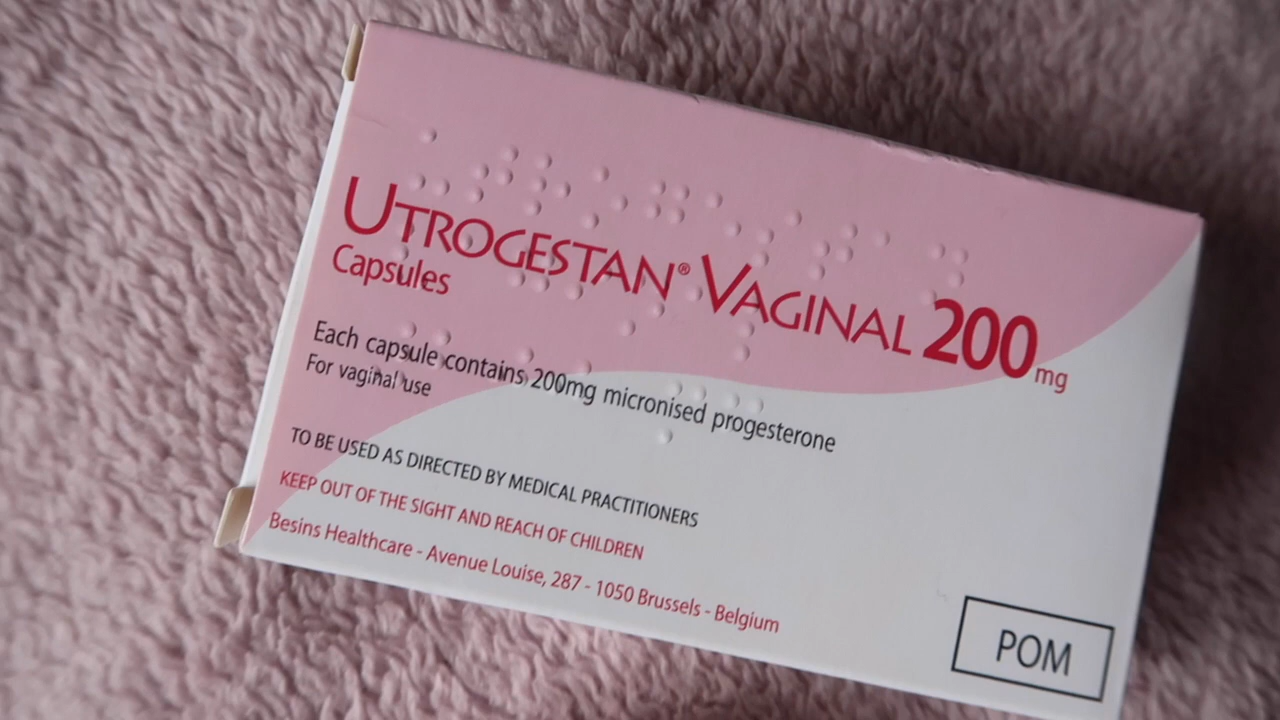 UTROGESTAN® VAGINAL 200 mg
Capsules
Each capsule contains 200mg micronised progesterone
For vaginal use
TO BE USED AS DIRECTED BY MEDICAL PRACTITIONERS
KEEP OUT OF THE SIGHT AND REACH OF CHILDREN
Besins Healthcare - Avenue Louise, 287 - 1050 Brussels - Belgium
POM